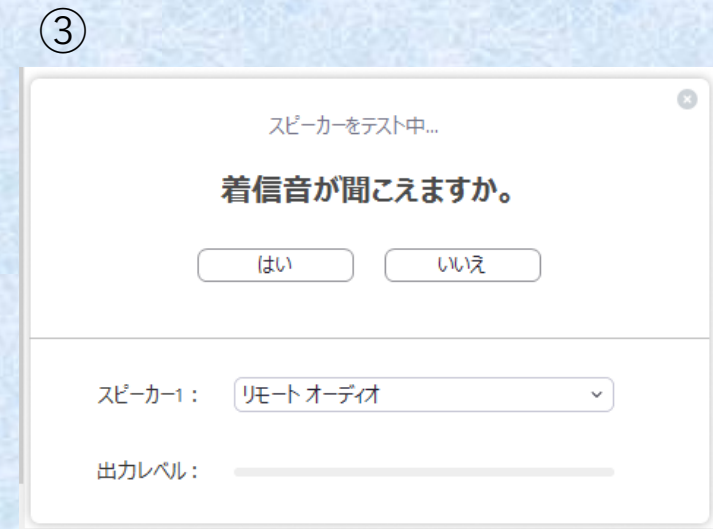 ③
スピーカーをテスト中...
着信音が聞こえますか。
はい いいえ
スピーカー1： リモート オーディオ
出力レベル：